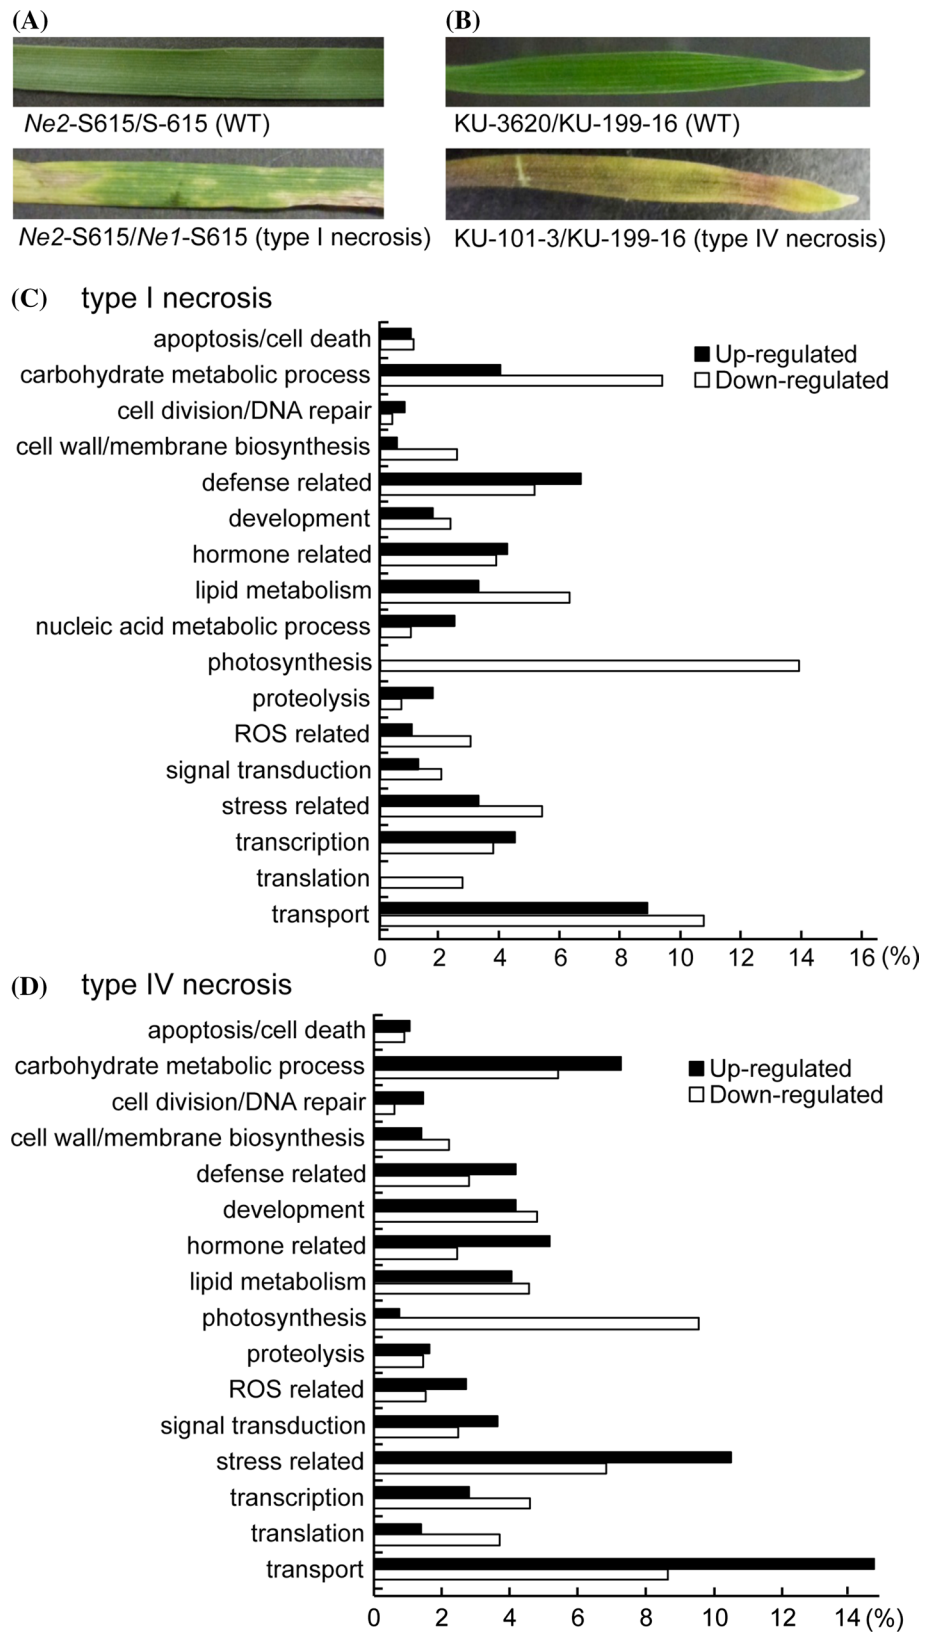 (A)
(B)
Ne2-S615/S-615 (WT)
KU-3620/KU-199-16 (WT)
Ne2-S615/Ne1-S615 (type I necrosis)
KU-101-3/KU-199-16 (type IV necrosis)
(C) type I necrosis
apoptosis/cell death
carbohydrate metabolic process
cell division/DNA repair
cell wall/membrane biosynthesis
defense related
development
hormone related
lipid metabolism
nucleic acid metabolic process
photosynthesis
proteolysis
ROS related
signal transduction
stress related
transcription
translation
transport
Up-regulated
Down-regulated
0 2 4 6 8 10 12 14 16 (%)
(D) type IV necrosis
apoptosis/cell death
carbohydrate metabolic process
cell division/DNA repair
cell wall/membrane biosynthesis
defense related
development
hormone related
lipid metabolism
photosynthesis
proteolysis
ROS related
signal transduction
stress related
transcription
translation
transport
Up-regulated
Down-regulated
0 2 4 6 8 10 12 14 (%)